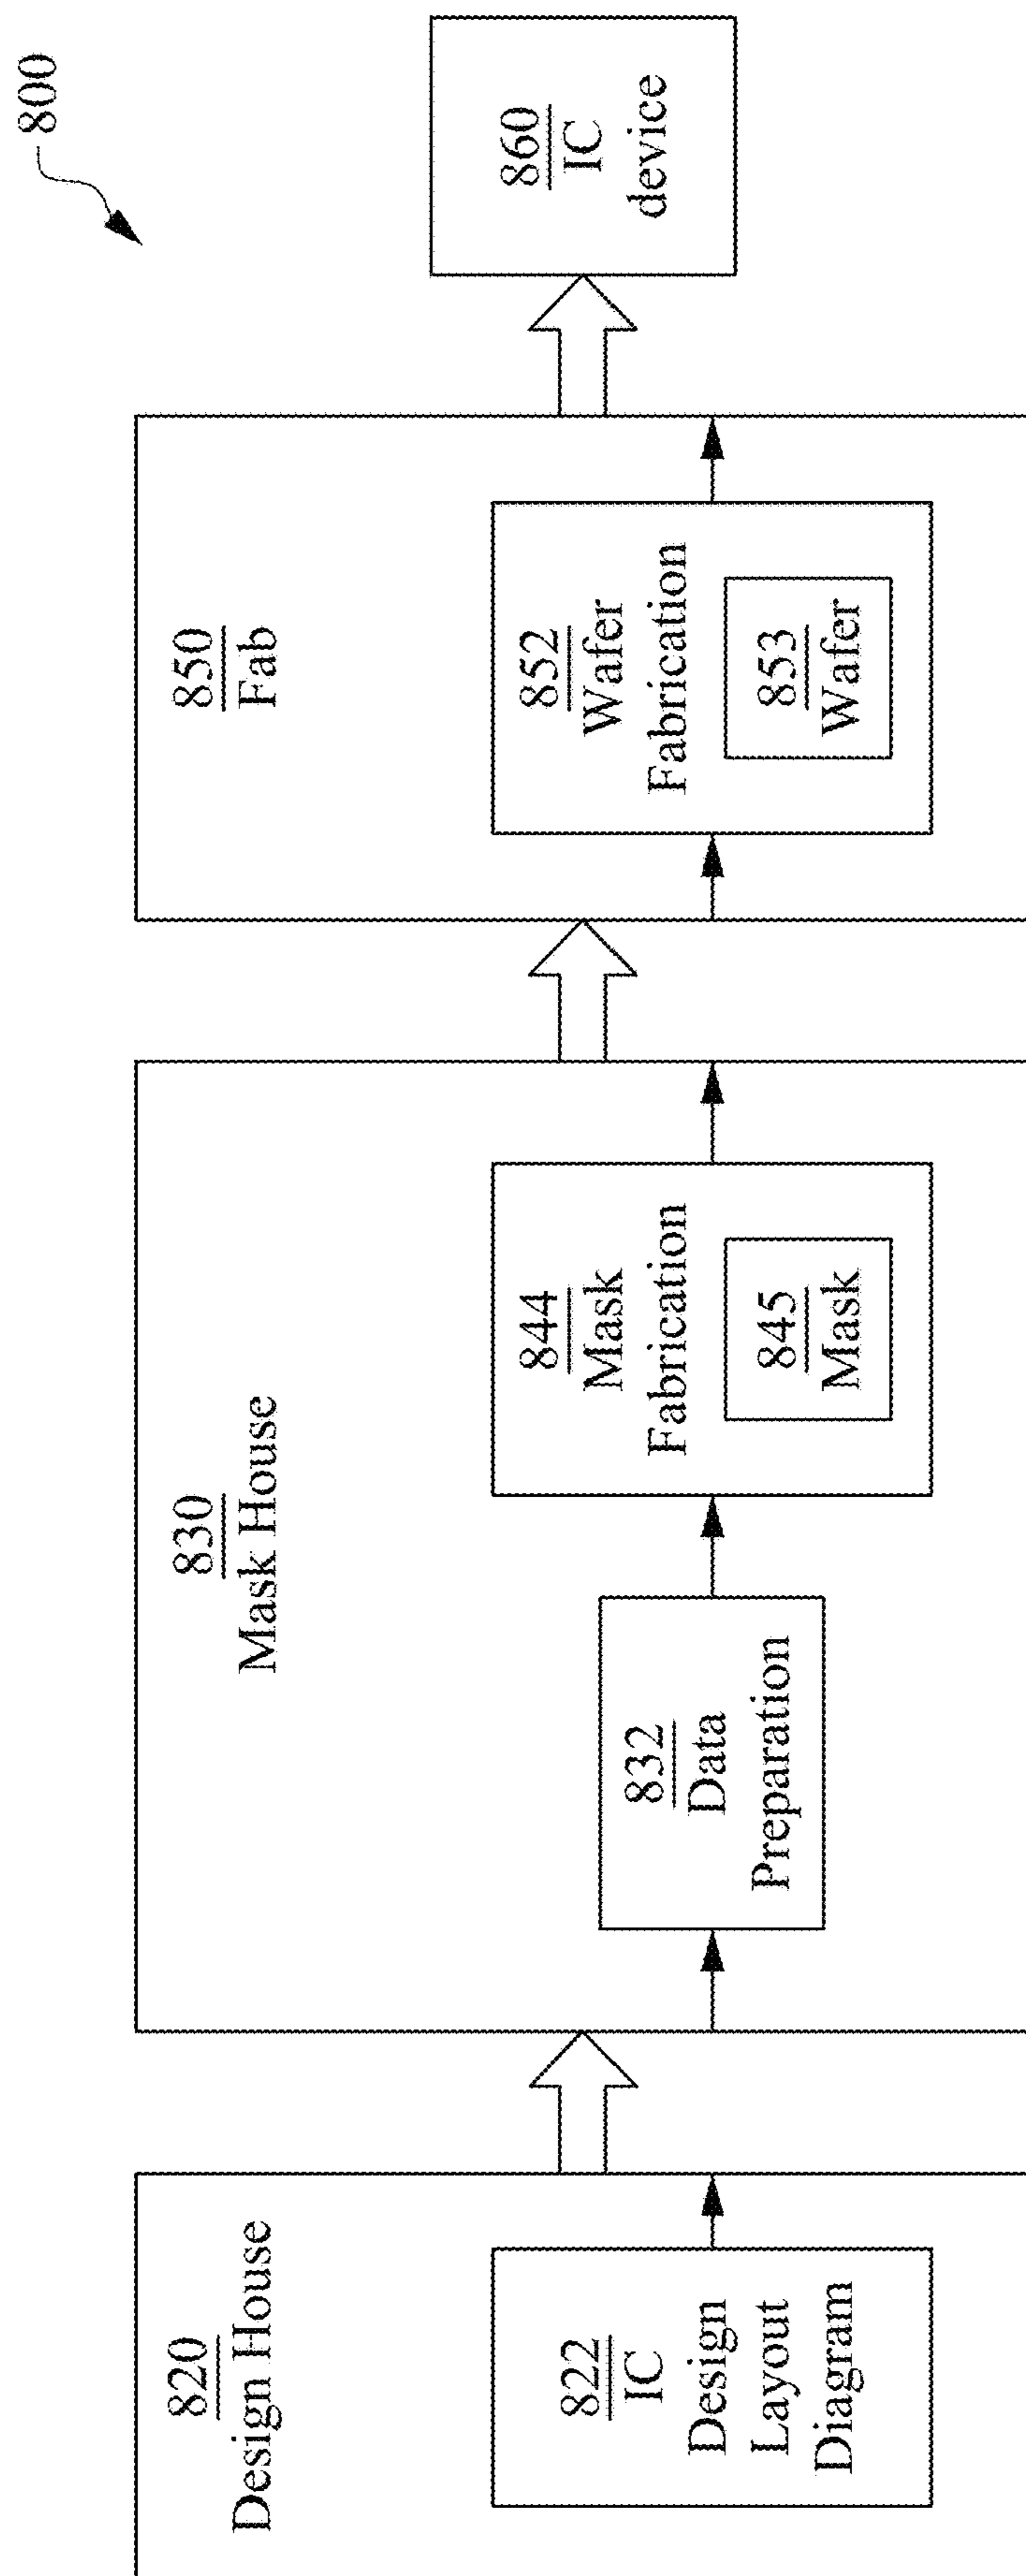 800
820
Design House
822
IC
Design
Layout
Diagram
830
Mask House
832
Data
Preparation
844
Mask
Fabrication
845
Mask
850
Fab
852
Wafer
Fabrication
853
Wafer
860
IC
device